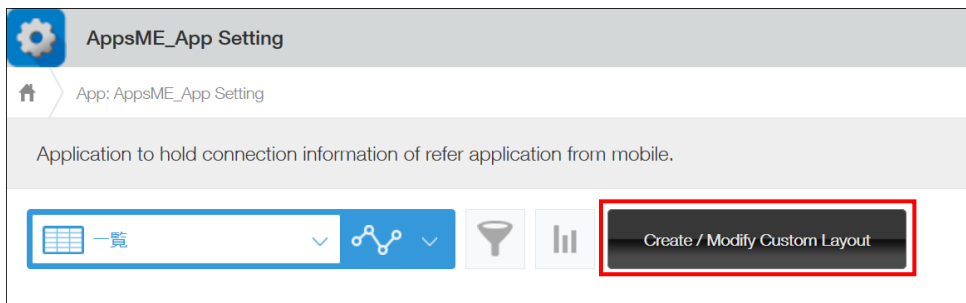 AppsME_App Setting
App: AppsME_App Setting
Application to hold connection information of refer application from mobile.
一覧
Create / Modify Custom Layout